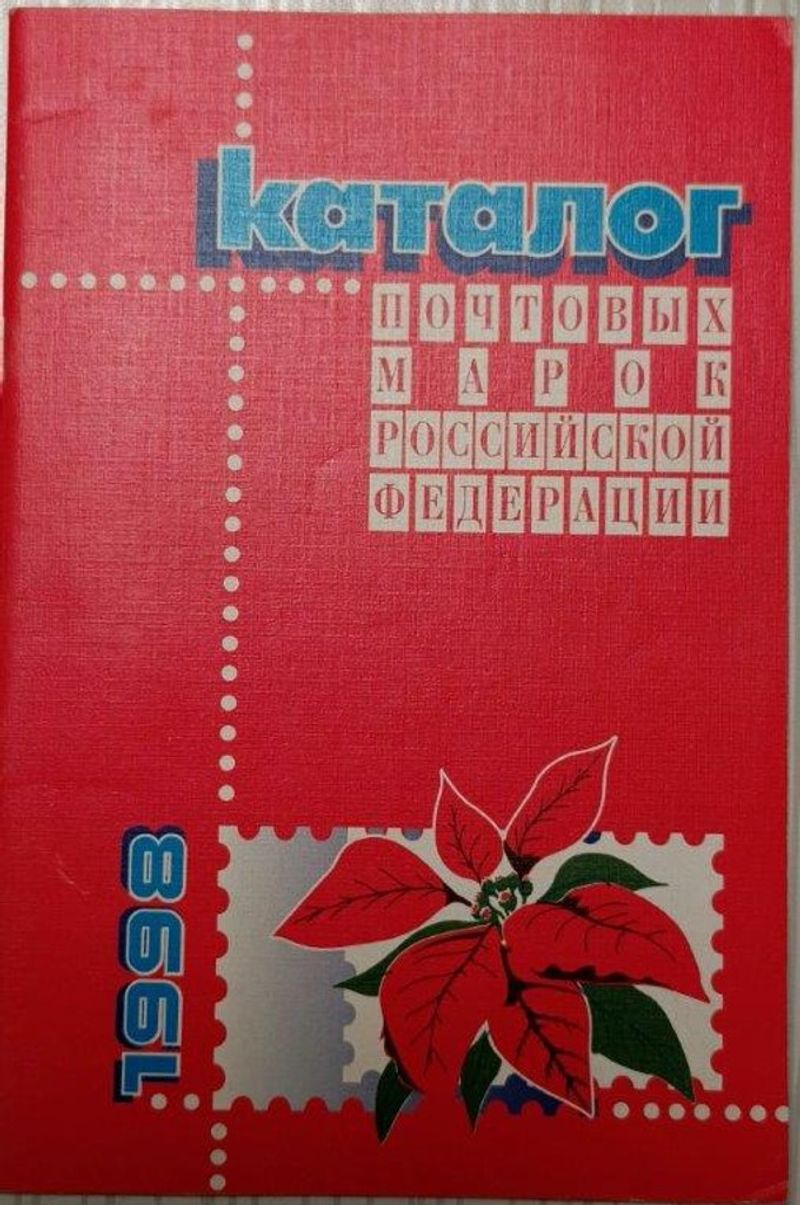 каталог
ПОЧТОВЫХ
МАРОК
РОССИЙСКОЙ
ФЕДЕРАЦИИ
1998